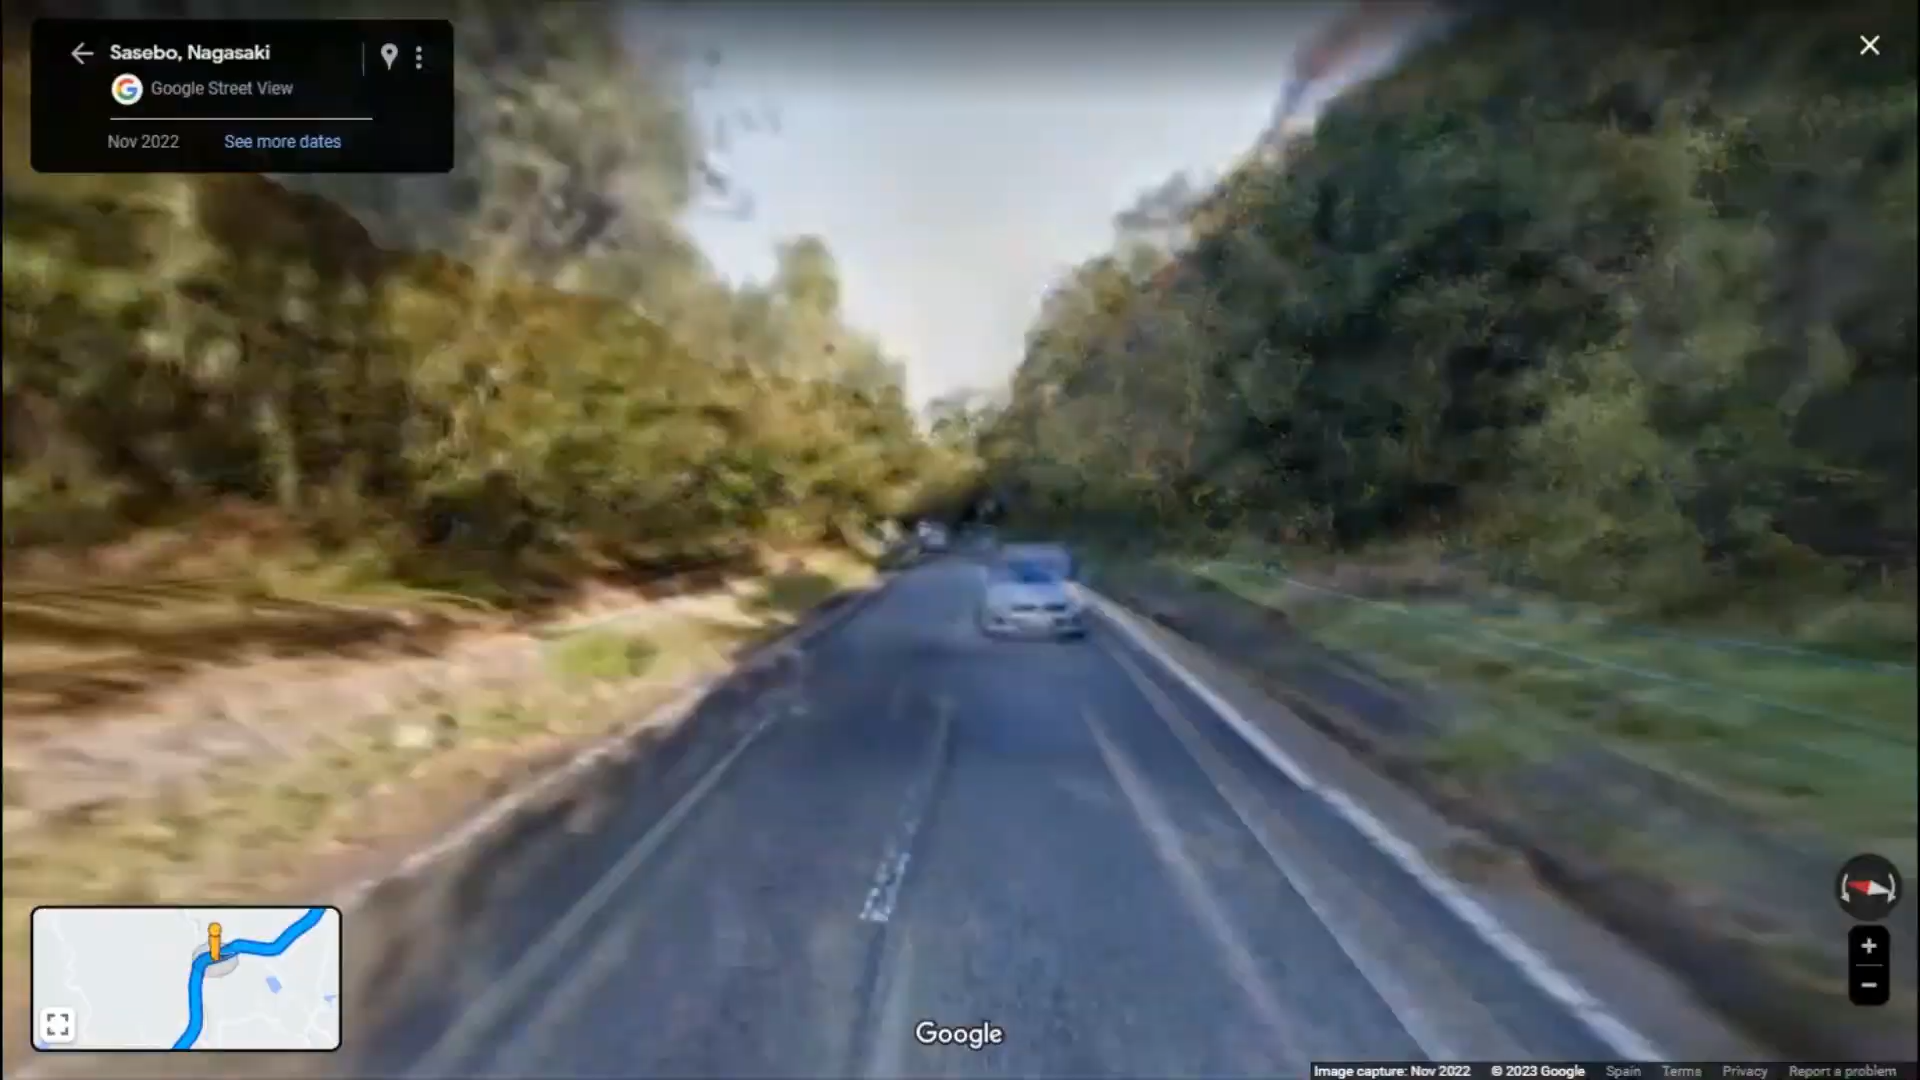 Sasebo, Nagasaki
Google Street View
Nov 2022 See more dates
Google
Image capture: Nov 2022 © 2023 Google Spain Terms Privacy Report a problem